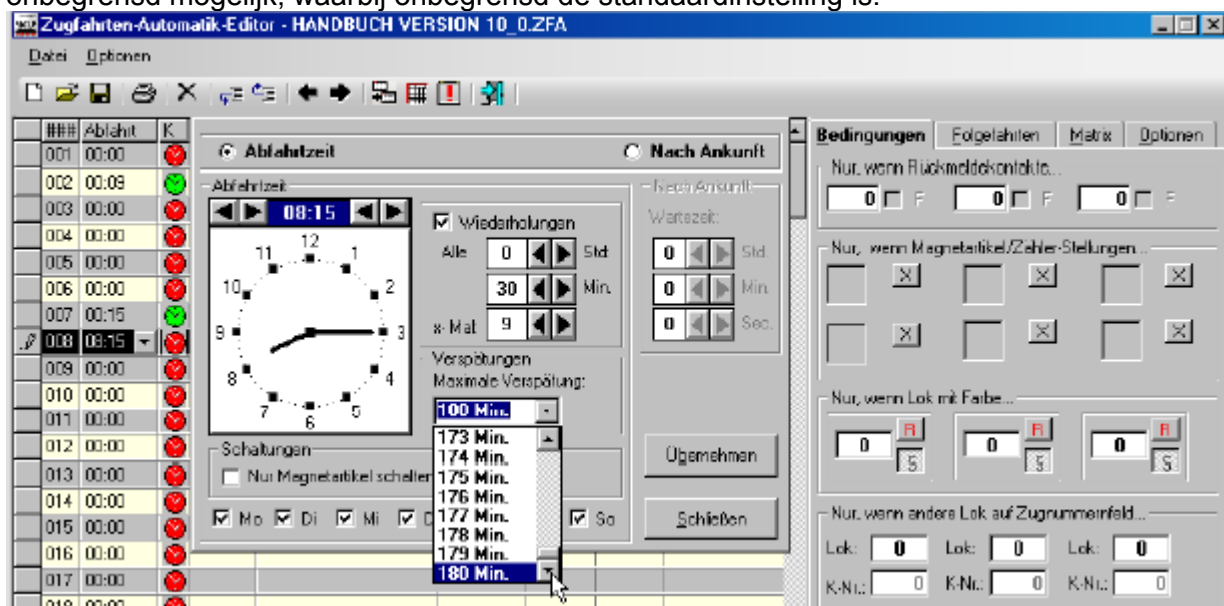 onbegrensd mogelijk, waarbij onbegrensd de standaardinstelling is.
Zugfahrten-Automatik-Editor - HANDBUCH VERSION 10_0.ZFA
Datei Optionen
### Abfahrt K
001 00:00
002 00:09
003 00:00
004 00:00
005 00:00
006 00:00
007 00:15
008 08:15
009 00:00
010 00:00
011 00:00
012 00:00
013 00:00
014 00:00
015 00:00
016 00:00
017 00:00
018 00:00
Abfahrtzeit Nach Ankunft
Abfahrtzeit
08:15
12
11 1
10 2
9 3
8 4
7 5
6
Wiederholungen
Alle 0 Std
30 Min.
x- Mal: 9
Verspätungen
Maximale Verspätung:
100 Min.
173 Min.
174 Min.
175 Min.
176 Min.
177 Min.
178 Min.
179 Min.
180 Min.
Nach Ankunft
Wartezeit:
0 Std.
0 Min.
0 Sec.
Schaltungen
Nur Magnetartikel schalten
Mo Di Mi D So
Übernehmen
Schließen
Bedingungen Folgefahrten Matrix Optionen
Nur, wenn Rückmeldekontakte...
0 F 0 F 0 F
Nur, wenn Magnetartikel/Zähler-Stellungen...
X X X
X X X
Nur, wenn Lok mit Farbe...
0 R S 0 R S 0 R S
Nur, wenn andere Lok auf Zugnummernfeld...
Lok: 0 Lok: 0 Lok: 0
K-Nr.: 0 K-Nr.: 0 K-Nr.: 0